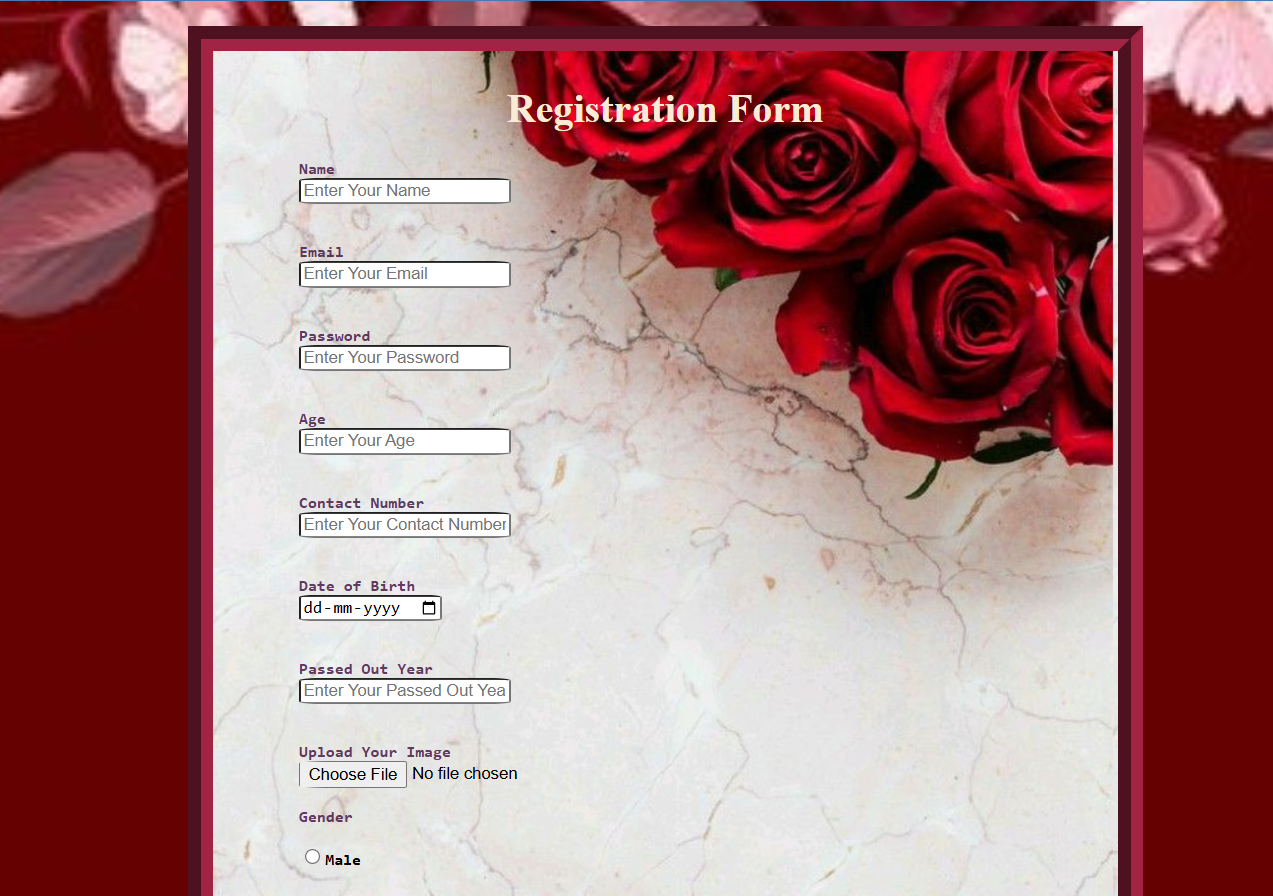 Registration Form
Name
Enter Your Name
Email
Enter Your Email
Password
Enter Your Password
Age
Enter Your Age
Contact Number
Enter Your Contact Number
Date of Birth
dd-mm-yyyy
Passed Out Year
Enter Your Passed Out Yea
Upload Your Image
Choose File No file chosen
Gender
Male